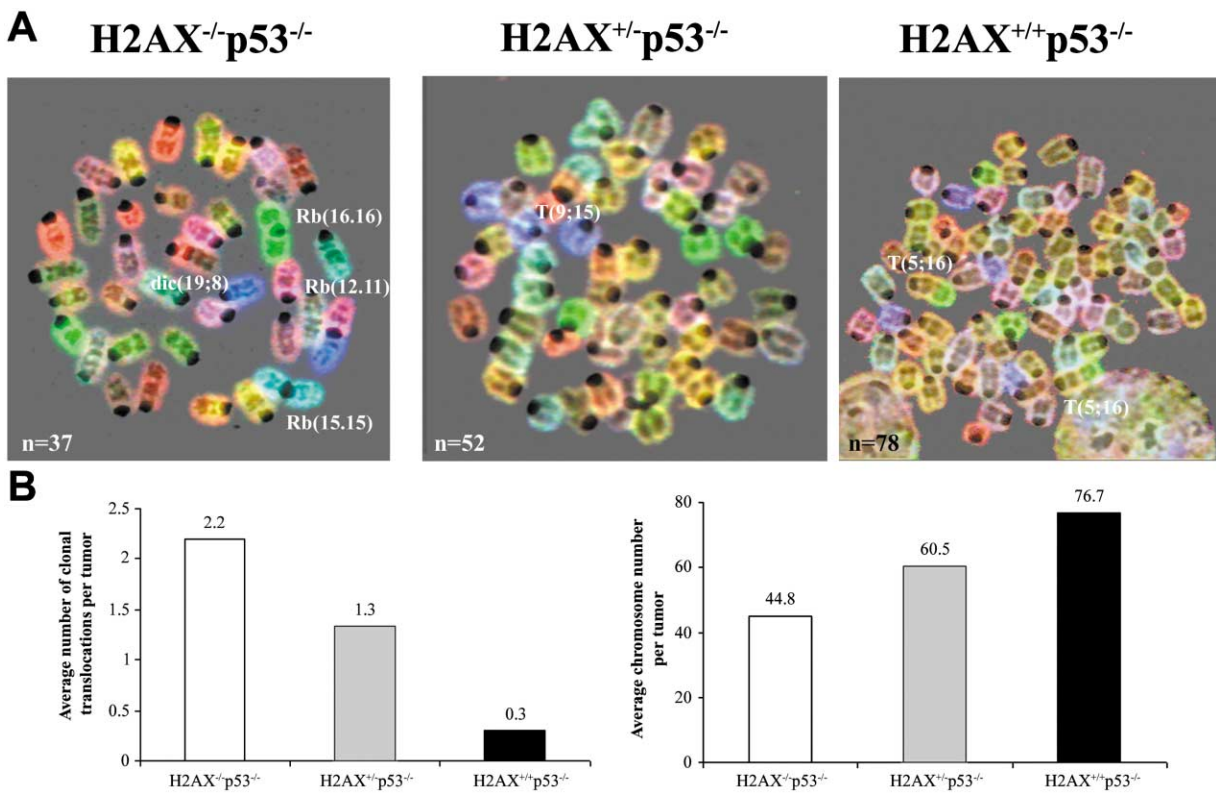 A
H2AX-/-p53-/-
H2AX+/-p53-/-
H2AX+/+p53-/-
Rb(16.16)
dic(19;8)
Rb(12.11)
Rb(15.15)
n=37
T(9;15)
n=52
T(5;16)
T(5;16)
n=78
B
Average number of clonal
translocations per tumor
2.5
2
1.5
1
0.5
0
2.2
1.3
0.3
H2AX-/-p53-/-
H2AX+/-p53-/-
H2AX+/+p53-/-
Average chromosome number
per tumor
80
60
40
20
0
44.8
60.5
76.7
H2AX-/-p53-/-
H2AX+/-p53-/-
H2AX+/+p53-/-